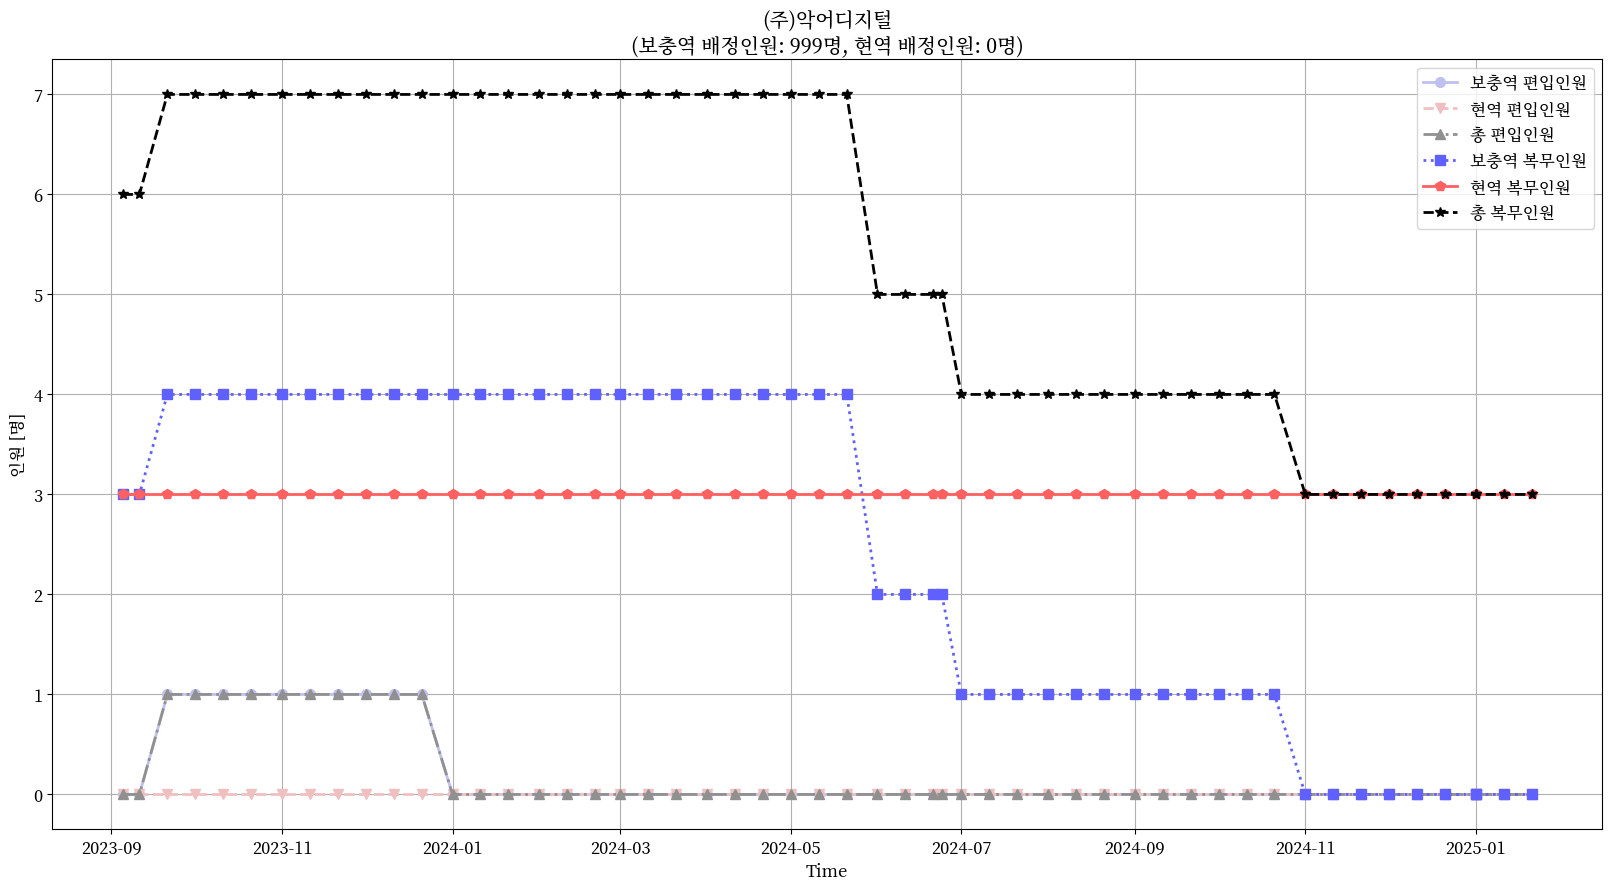 (주)악어디지털
(보충역 배정인원: 999명, 현역 배정인원: 0명)
보충역 편입인원
현역 편입인원
총 편입인원
보충역 복무인원
현역 복무인원
총 복무인원
인원 [명]
7
6
5
4
3
2
1
0
2023-09 2023-11 2024-01 2024-03 2024-05 2024-07 2024-09 2024-11 2025-01
Time